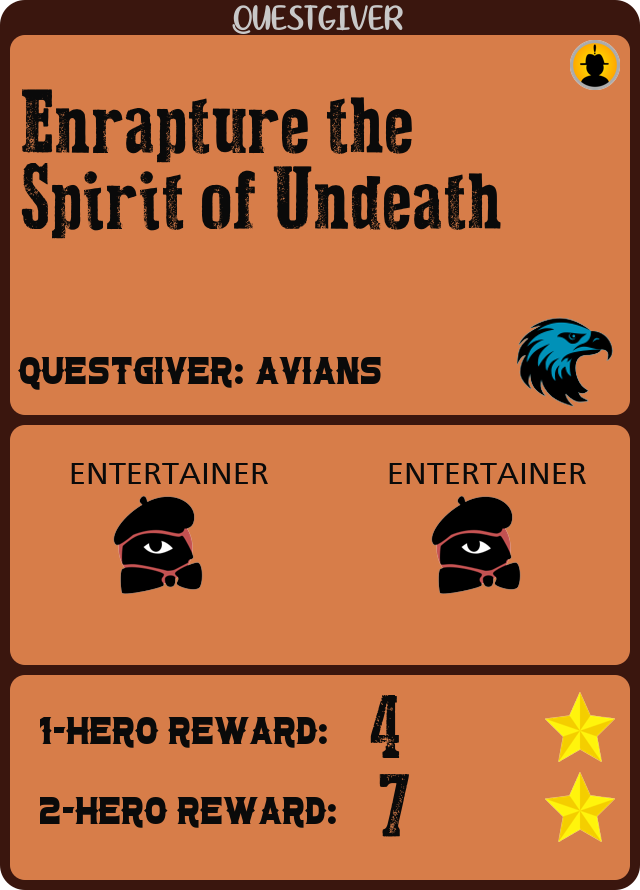 QUESTGIVER
Enrapture the
Spirit of Undeath
QUESTGIVER: AVIANS
ENTERTAINER ENTERTAINER
1-HERO REWARD: 4
2-HERO REWARD: 7